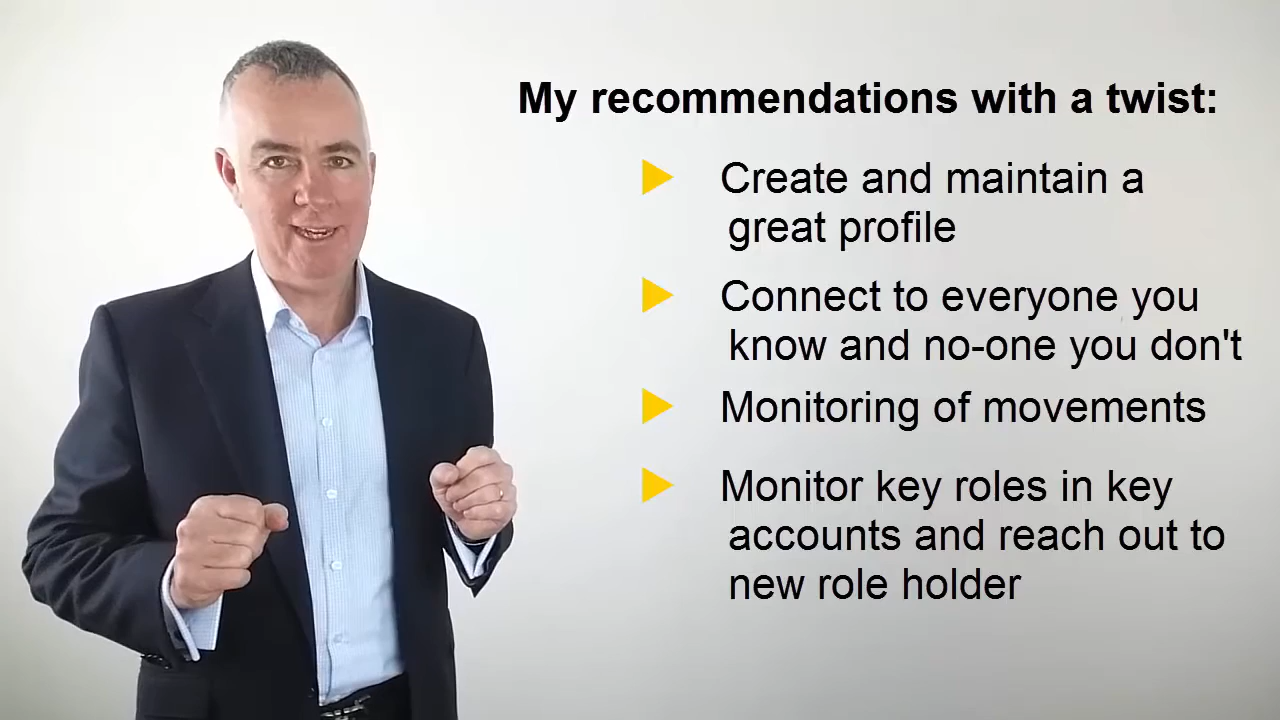 My recommendations with a twist:
Create and maintain a
great profile
Connect to everyone you
know and no-one you don't
Monitoring of movements
Monitor key roles in key
accounts and reach out to
new role holder